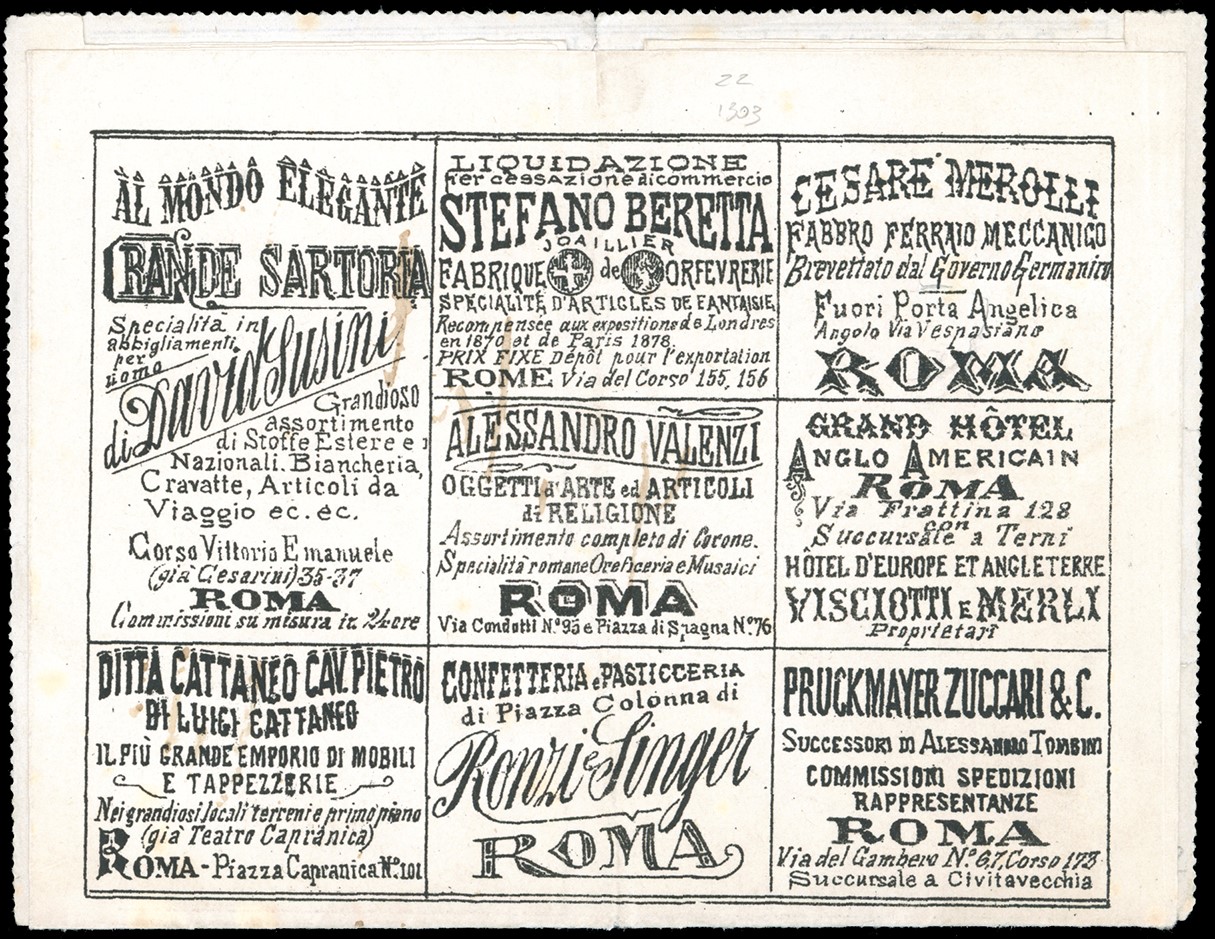 22
1303
AL MONDO ELEGANTE
GRANDE SARTORIA
Specialità in
abbigliamenti
per
uomo
di David Susini
Grandioso
assortimento
di Stoffe Estere e
Nazionali. Biancheria,
Cravatte, Articoli da
Viaggio ec. ec.
Corso Vittorio Emanuele
(già Cesarini) 35-37
ROMA
Commissioni su misura in 24 ore
LIQUIDAZIONE
Per cessazione di commercio
STEFANO BERETTA
JOAILLIER
FABRIQUE de ORFEVRERIE
SPÉCIALITÉ D'ARTICLES DE FANTAISIE
Recompensée aux expositions de Londres
en 1870 et de Paris 1878.
PRIX FIXE Dépôt pour l'exportation
ROME Via del Corso 155, 156
CESARE MEROLLI
FABBRO FERRAIO MECCANICO
Brevettato dal Governo Germanico
Fuori Porta Angelica
Angolo Via Vespasiano
ROMA
ALESSANDRO VALENZI
OGGETTI d'ARTE ed ARTICOLI
di RELIGIONE
Assortimento completo di Corone.
Specialità romane Oreficeria e Musaici
ROMA
Via Condotti Nº 95 e Piazza di Spagna Nº 76
GRAND HÔTEL
ANGLO AMERICAIN
ROMA
Via Frattina 128
con
Succursale a Terni
HÔTEL D'EUROPE ET ANGLETERRE
VISCIOTTI E MERLI
Proprietari
DITTA CATTANEO CAV. PIETRO
DI LUIGI CATTANEO
IL PIÙ GRANDE EMPORIO DI MOBILI
E TAPPEZZERIE
Nei grandiosi locali terreni e primo piano
(già Teatro Capranica)
ROMA - Piazza Capranica Nº 101
CONFETTERIA e PASTICCERIA
di Piazza Colonna di
Ronzi e Singer
ROMA
PRUCKMAYER ZUCCARI & C.
SUCCESSORI DI ALESSANDRO TOMBINI
COMMISSIONI SPEDIZIONI
RAPPRESENTANZE
ROMA
Via del Gambero Nº 6.7. Corso 173
Succursale a Civitavecchia